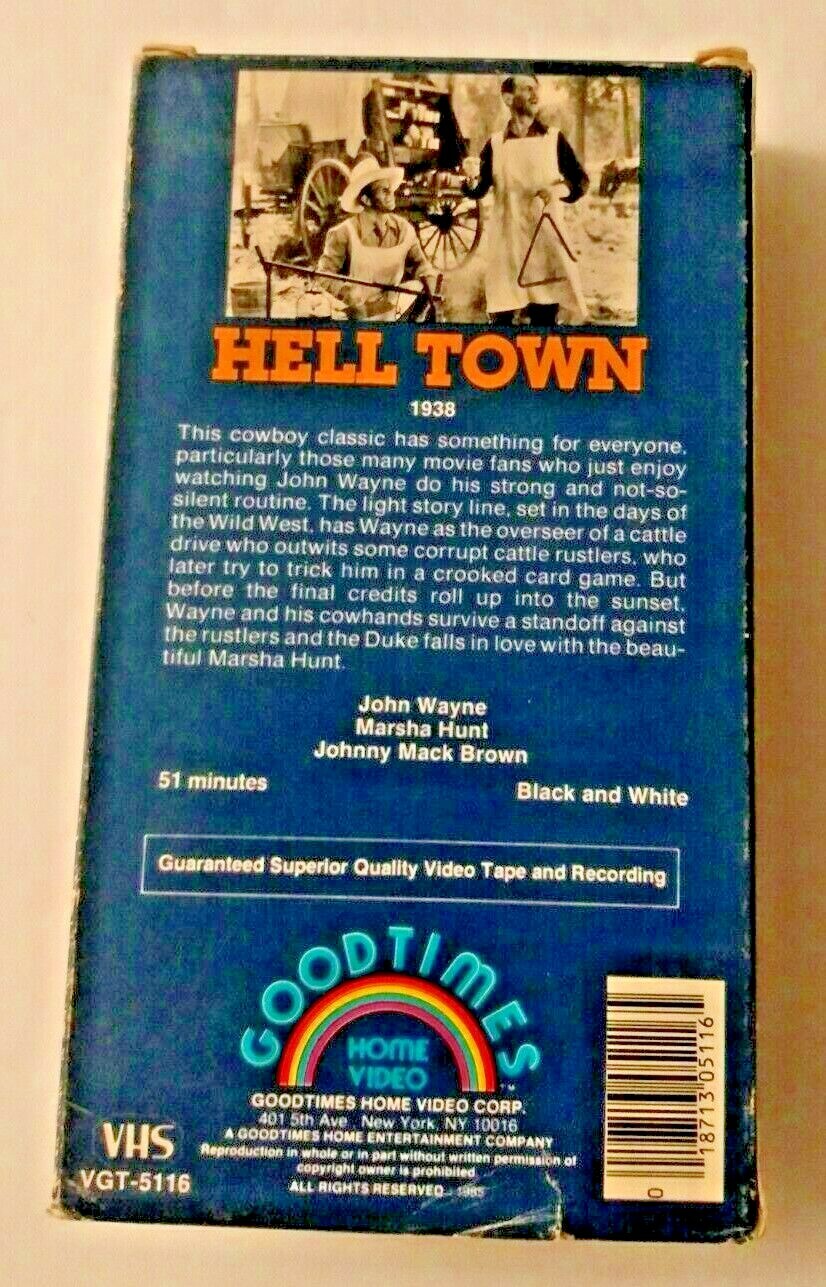 HELL TOWN
1938
This cowboy classic has something for everyone,
particularly those many movie fans who just enjoy
watching John Wayne do his strong and not-so-
silent routine. The light story line, set in the days of
the Wild West, has Wayne as the overseer of a cattle
drive who outwits some corrupt cattle rustlers, who
later try to trick him in a crooked card game. But
before the final credits roll up into the sunset,
Wayne and his cowhands survive a standoff against
the rustlers and the Duke falls in love with the beau-
tiful Marsha Hunt.
John Wayne
Marsha Hunt
Johnny Mack Brown
51 minutes
Black and White
Guaranteed Superior Quality Video Tape and Recording
GOODTIMES
HOME
VIDEO
TM
GOODTIMES HOME VIDEO CORP.
401 5th Ave. New York, NY 10016
A GOODTIMES HOME ENTERTAINMENT COMPANY
Reproduction in whole or in part without written permission of
copyright owner is prohibited
ALL RIGHTS RESERVED 1985
VHS
VGT-5116
0 18713 05116